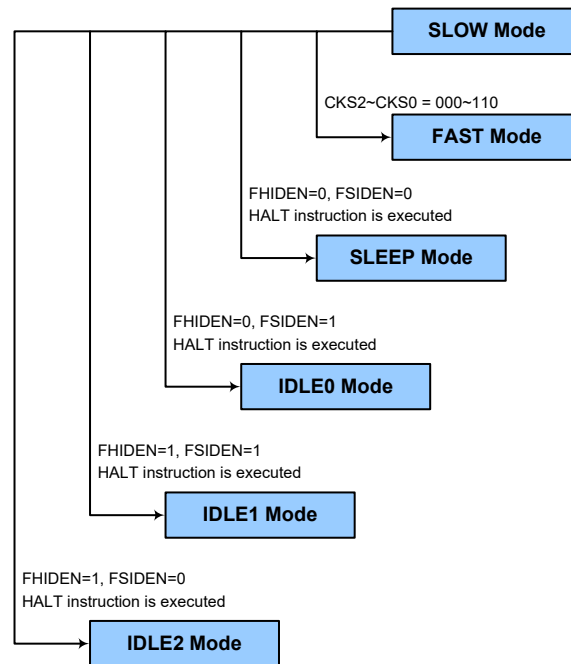 SLOW Mode
CKS2~CKS0 = 000~110
FAST Mode
FHIDEN=0, FSIDEN=0
HALT instruction is executed
SLEEP Mode
FHIDEN=0, FSIDEN=1
HALT instruction is executed
IDLE0 Mode
FHIDEN=1, FSIDEN=1
HALT instruction is executed
IDLE1 Mode
FHIDEN=1, FSIDEN=0
HALT instruction is executed
IDLE2 Mode